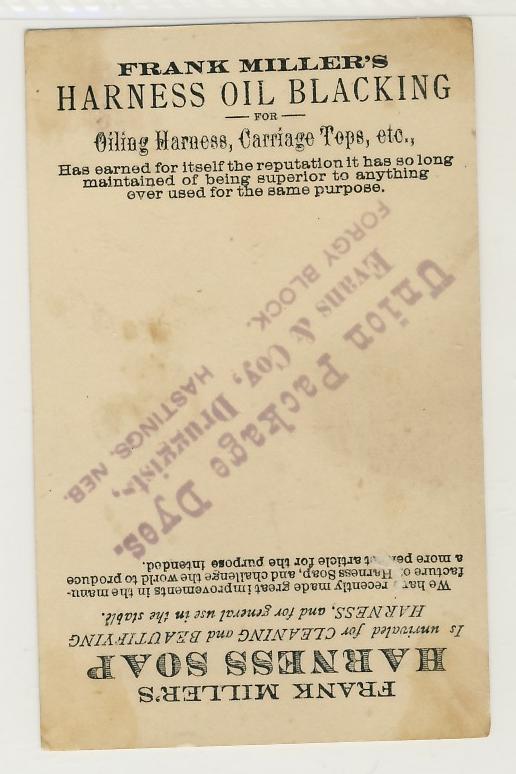 FRANK MILLER'S
HARNESS OIL BLACKING
— FOR —
Oiling Harness, Carriage Tops, etc.,
Has earned for itself the reputation it has so long
maintained of being superior to anything
ever used for the same purpose.
Union Package Dyes.
Evans & Coy, Druggist,
FORGY BLOCK. HASTINGS, NEB.
FRANK MILLER'S
HARNESS SOAP
Is unrivaled for CLEANING and BEAUTIFYING
HARNESS, and for general use in the stable.
We have recently made great improvements in the manu-
facture of Harness Soap, and challenge the world to produce
a more perfect article for the purpose intended.